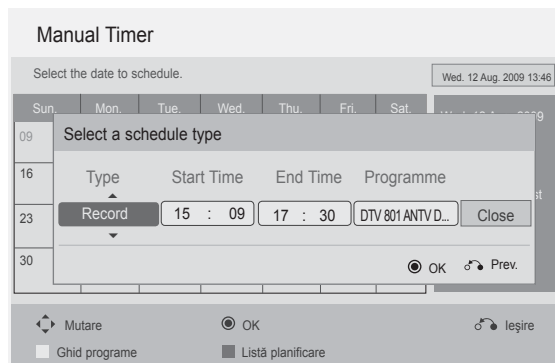 Manual Timer
Select the date to schedule.
Wed. 12 Aug. 2009 13:46
Sun. Mon. Tue. Wed. Thu. Fri. Sat.
09
Select a schedule type
16
Type Start Time End Time Programme
23
Record 15 : 09 17 : 30 DTV 801 ANTV D... Close
30
OK Prev.
Mutare OK Ieşire
Ghid programe Listă planificare